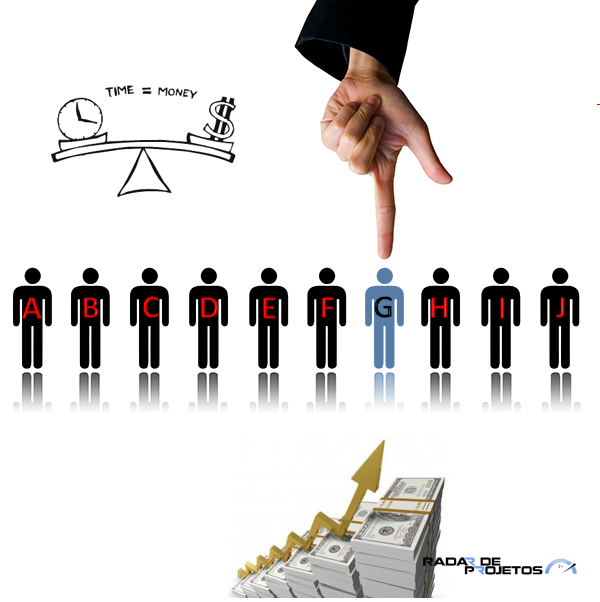 TIME = MONEY
$
A B C D E F G H I J
RADAR DE
PROJETOS